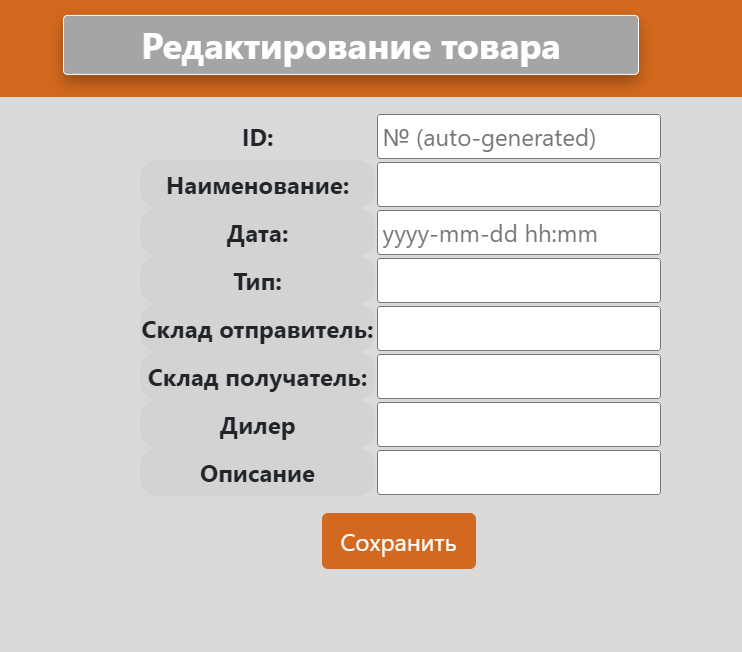 Редактирование товара
ID: № (auto-generated)
Наименование:
Дата: yyyy-mm-dd hh:mm
Тип:
Склад отправитель:
Склад получатель:
Дилер
Описание
Сохранить